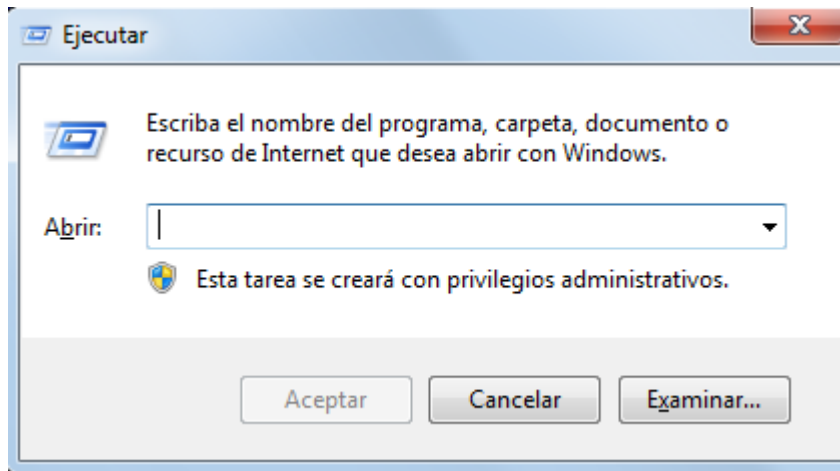 Ejecutar
Escriba el nombre del programa, carpeta, documento o
recurso de Internet que desea abrir con Windows.
Abrir:
Esta tarea se creará con privilegios administrativos.
Aceptar Cancelar Examinar...